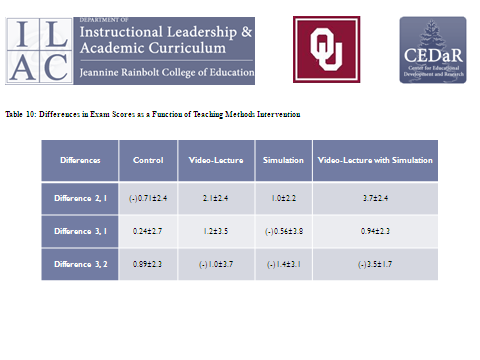 DEPARTMENT OF
I L
A C
Instructional Leadership &
Academic Curriculum
Jeannine Rainbolt College of Education
OU
CEDaR
Center for Educational
Development and Research
Table 10: Differences in Exam Scores as a Function of Teaching Methods Intervention
Differences Control Video-Lecture Simulation Video-Lecture with Simulation
Difference 2, 1 (-)0.71±2.4 2.1±2.4 1.0±2.2 3.7±2.4
Difference 3, 1 0.24±2.7 1.2±3.5 (-)0.56±3.8 0.94±2.3
Difference 3, 2 0.89±2.3 (-)1.0±3.7 (-)1.4±3.1 (-)3.5±1.7